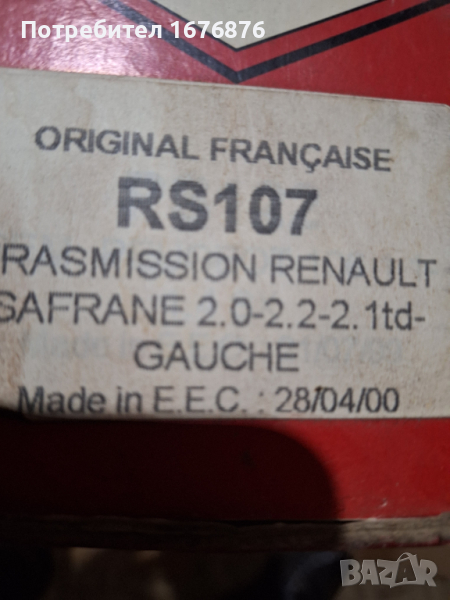 Потребител 1676876
ORIGINAL FRANÇAISE
RS107
RASMISSION RENAULT
SAFRANE 2.0-2.2-2.1td-
GAUCHE
Made in E.E.C. : 28/04/00
BAZAR